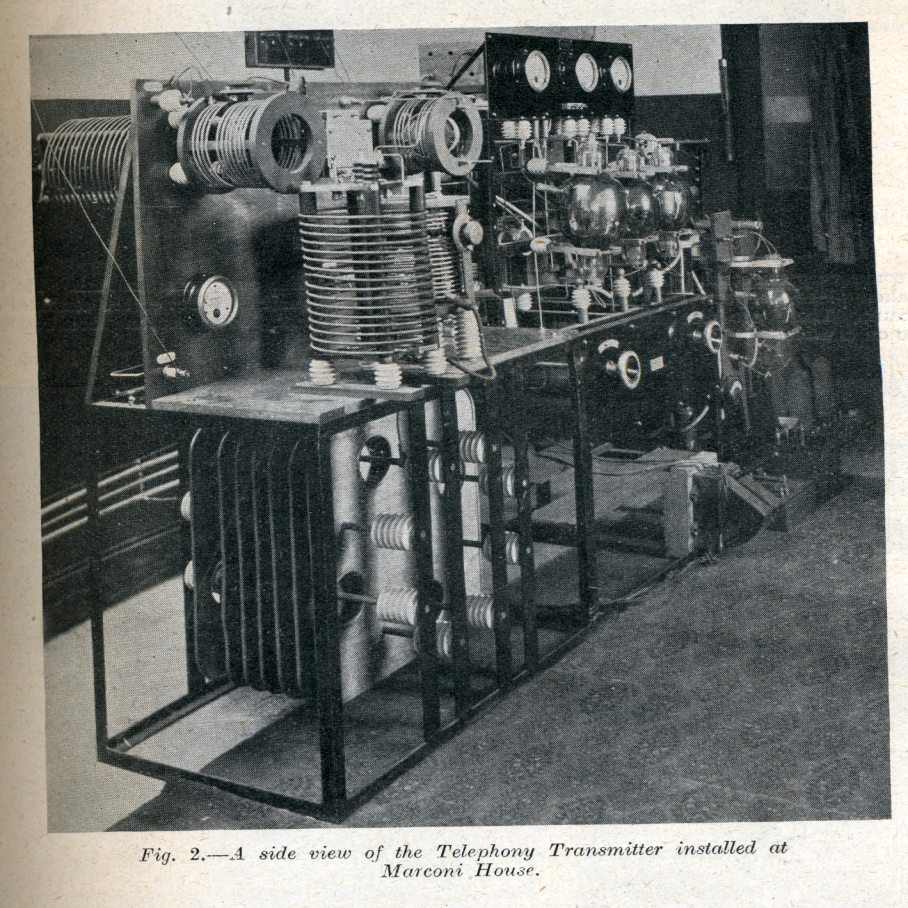 Fig. 2.—A side view of the Telephony Transmitter installed at
Marconi House.